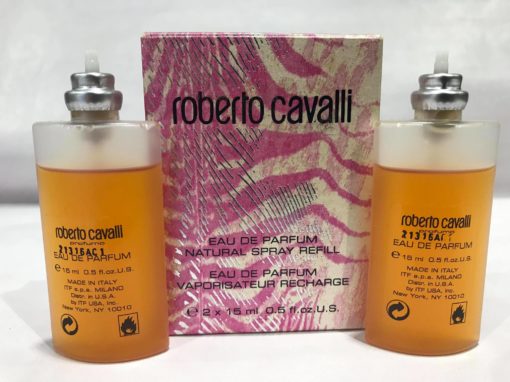 roberto cavalli
EAU DE PARFUM
NATURAL SPRAY REFILL
EAU DE PARFUM
VAPORISATEUR RECHARGE
℮ 2 x 15 ml 0.5 fl.oz.U.S.
roberto cavalli
profumo
21316AC1
EAU DE PARFUM
℮ 15 ml 0.5 fl.oz.U.S.
MADE IN ITALY
ITF s.p.a. MILANO
Distr. in U.S.A.
by ITF USA, Inc.
New York, NY 10010
roberto cavalli
21316AC1
EAU DE PARFUM
℮ 15 ml 0.5 fl.oz.U.S.
MADE IN ITALY
ITF s.p.a. MILANO
Distr. in U.S.A.
by ITF USA, Inc.
New York, NY 10010